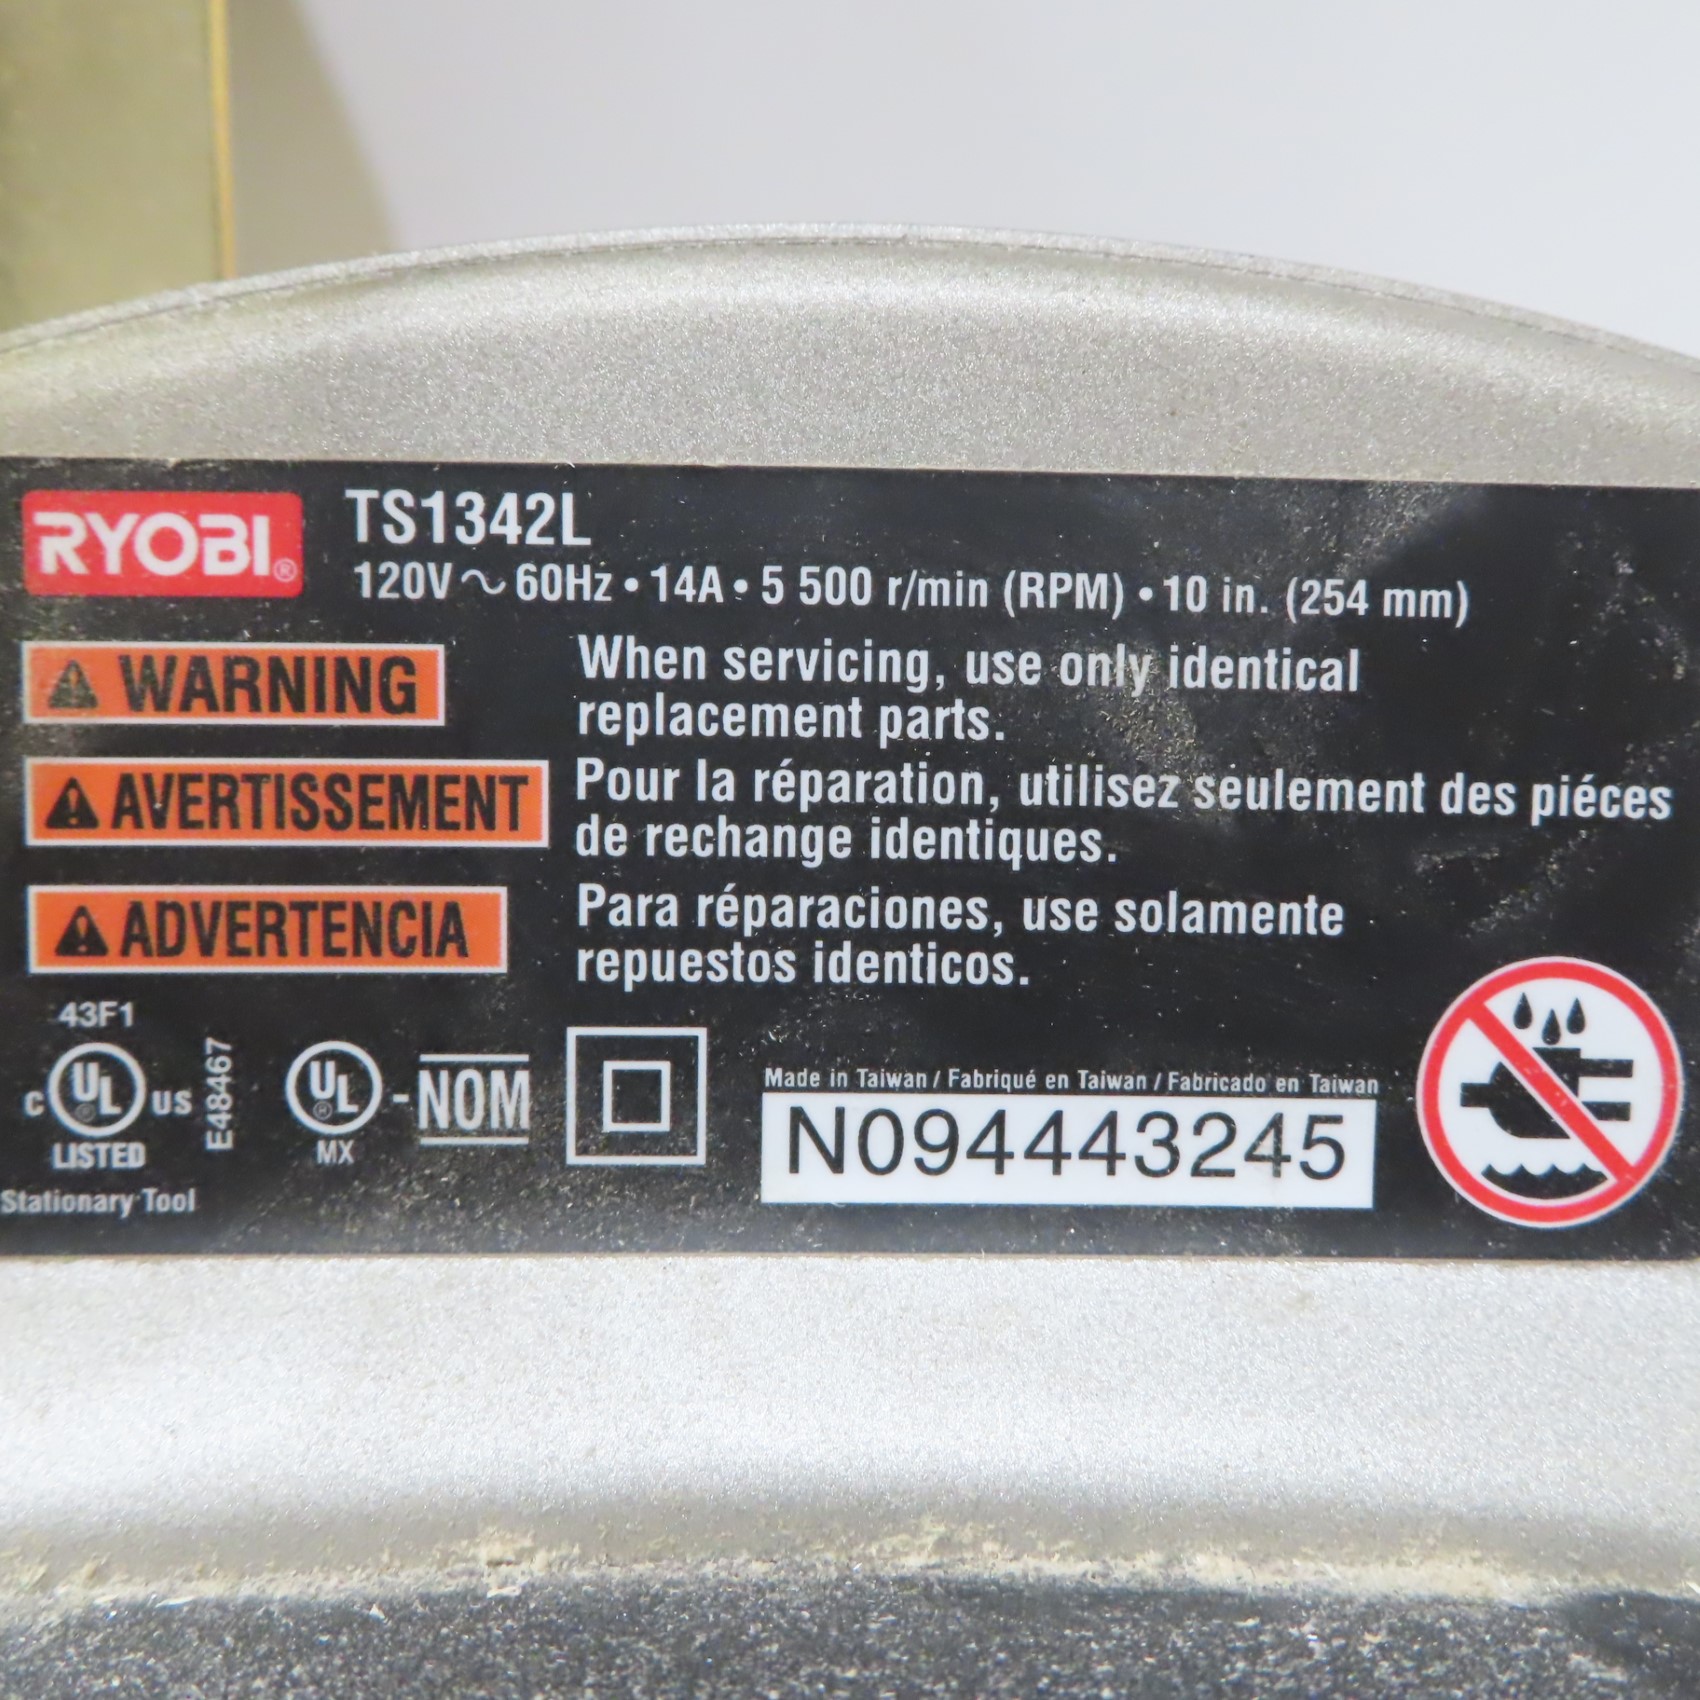 RYOBI®
TS1342L
120V ~ 60Hz • 14A • 5 500 r/min (RPM) • 10 in. (254 mm)
WARNING
When servicing, use only identical
replacement parts.
AVERTISSEMENT
Pour la réparation, utilisez seulement des piéces
de rechange identiques.
ADVERTENCIA
Para réparaciones, use solamente
repuestos identicos.
43F1
C UL® US
LISTED
E48467
UL® - NOM
MX
Stationary Tool
Made in Taiwan / Fabriqué en Taiwan / Fabricado en Taiwan
N094443245